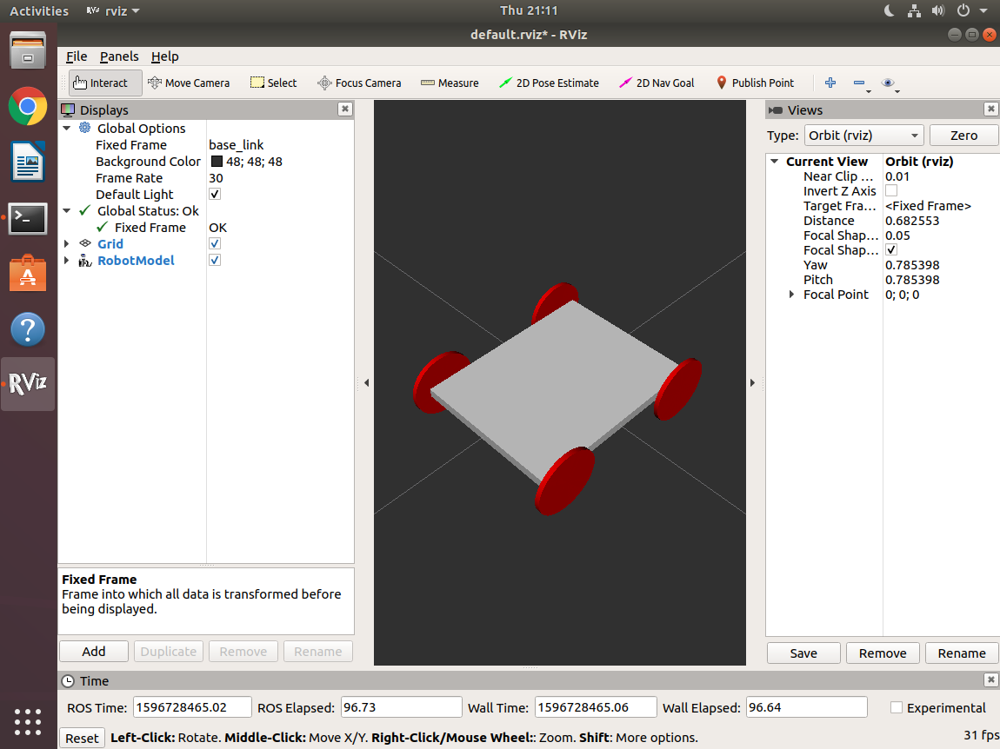 Activities RViz rviz Thu 21:11
default.rviz* - RViz
File Panels Help
Interact Move Camera Select Focus Camera Measure 2D Pose Estimate 2D Nav Goal Publish Point
Displays
Global Options
Fixed Frame base_link
Background Color 48; 48; 48
Frame Rate 30
Default Light
Global Status: Ok
Fixed Frame OK
Grid
RobotModel
Fixed Frame
Frame into which all data is transformed before
being displayed.
Add Duplicate Remove Rename
Views
Type: Orbit (rviz) Zero
Current View Orbit (rviz)
Near Clip … 0.01
Invert Z Axis
Target Fra… <Fixed Frame>
Distance 0.682553
Focal Shap… 0.05
Focal Shap…
Yaw 0.785398
Pitch 0.785398
Focal Point 0; 0; 0
Save Remove Rename
RViz
Time
ROS Time: 1596728465.02 ROS Elapsed: 96.73 Wall Time: 1596728465.06 Wall Elapsed: 96.64 Experimental
Reset Left-Click: Rotate. Middle-Click: Move X/Y. Right-Click/Mouse Wheel:: Zoom. Shift: More options. 31 fps